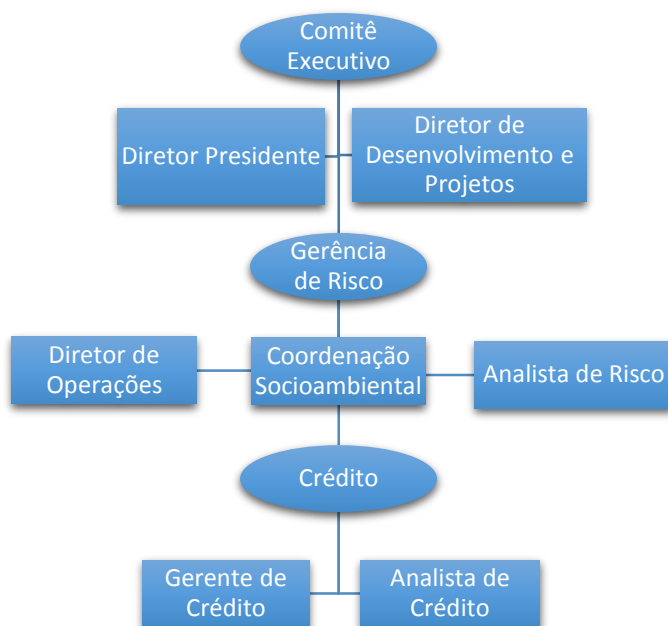 Comitê
Executivo
Diretor Presidente
Diretor de
Desenvolvimento e
Projetos
Gerência
de Risco
Diretor de
Operações
Coordenação
Socioambiental
Analista de Risco
Crédito
Gerente de
Crédito
Analista de
Crédito